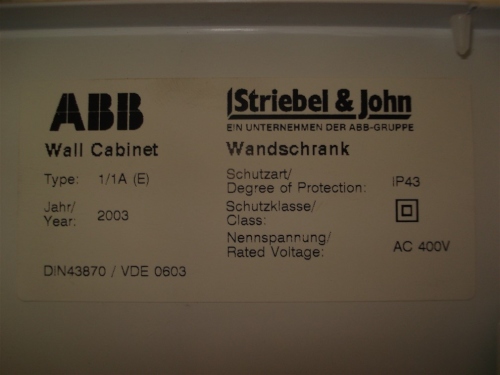 ABB
Striebel & John
EIN UNTERNEHMEN DER ABB-GRUPPE
Wall Cabinet
Wandschrank
Type: 1/1A (E)
Schutzart/
Degree of Protection: IP43
Jahr/
Year: 2003
Schutzklasse/
Class:
Nennspannung/
Rated Voltage: AC 400V
DIN43870 / VDE 0603